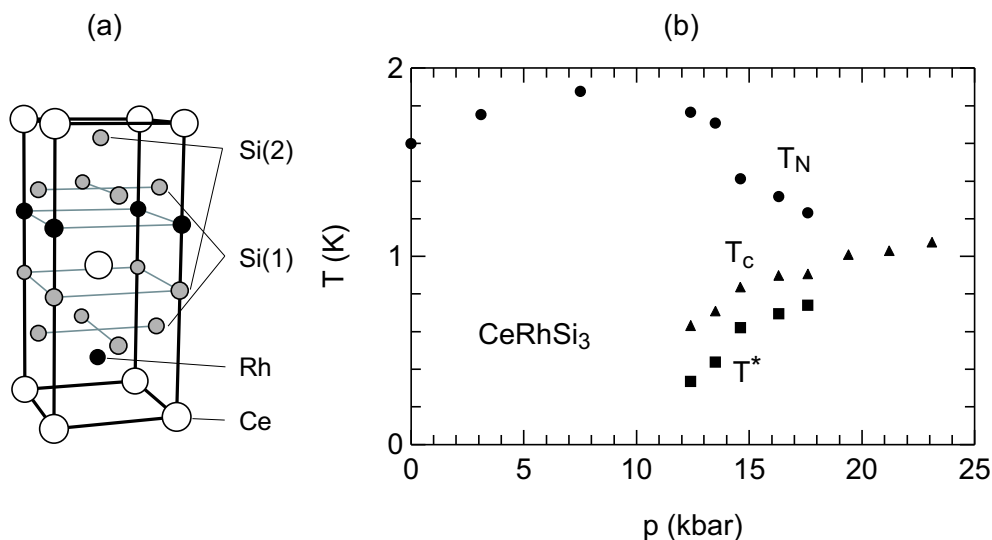 (a)
Si(2)
Si(1)
Rh
Ce
(b)
T (K)
2
1
0
T_N
T_c
CeRhSi_3
T^*
0 5 10 15 20 25
p (kbar)